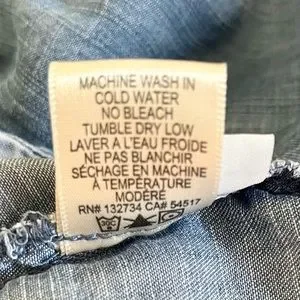 MACHINE WASH IN
COLD WATER
NO BLEACH
TUMBLE DRY LOW
LAVER A L'EAU FROIDE
NE PAS BLANCHIR
SÉCHAGE EN MACHINE
À TEMPÉRATURE
MODÉRÉ
RN# 132734 CA# 54517